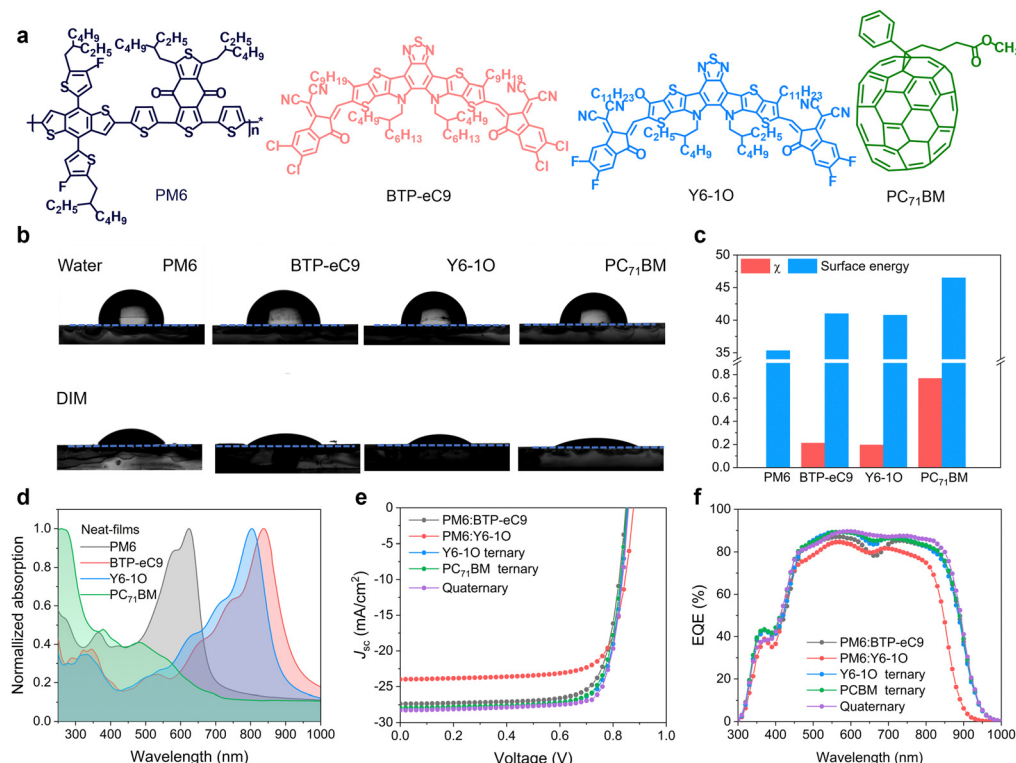 a
C₄H₉
C₂H₅
C₄H₉
C₂H₅
C₂H₅
C₄H₉
F
S
S
O
O
S
S
S
S
S
n*
F
S
C₂H₅
C₄H₉
PM6
S
N
N
C₉H₁₉
C₉H₁₉
S
S
S
S
NC
CN
NC
CN
N
N
O
O
C₄H₉
C₄H₉
C₆H₁₃
C₆H₁₃
Cl
Cl
Cl
Cl
BTP-eC9
S
N
N
C₁₁H₂₃
O
C₁₁H₂₃
S
S
S
S
NC
CN
NC
CN
N
N
O
O
C₂H₅
C₂H₅
C₄H₉
C₄H₉
F
F
F
F
Y6-1O
O
CH₃
O
PC₇₁BM
b
Water PM6 BTP-eC9 Y6-1O PC₇₁BM
DIM
c
χ Surface energy
50
45
40
35
0.8
0.6
0.4
0.2
0.0
PM6 BTP-eC9 Y6-1O PC₇₁BM
d
Normalized absorption
1.0
0.8
0.6
0.4
0.2
0.0
Neat-films
PM6
BTP-eC9
Y6-1O
PC₇₁BM
300 400 500 600 700 800 900 1000
Wavelength (nm)
e
Jsc (mA/cm²)
0
-5
-10
-15
-20
-25
-30
PM6:BTP-eC9
PM6:Y6-1O
Y6-1O ternary
PC₇₁BM ternary
Quaternary
0.0 0.2 0.4 0.6 0.8 1.0
Voltage (V)
f
EQE (%)
100
80
60
40
20
0
PM6:BTP-eC9
PM6:Y6-1O
Y6-1O ternary
PCBM ternary
Quaternary
300 400 500 600 700 800 900 1000
Wavelength (nm)